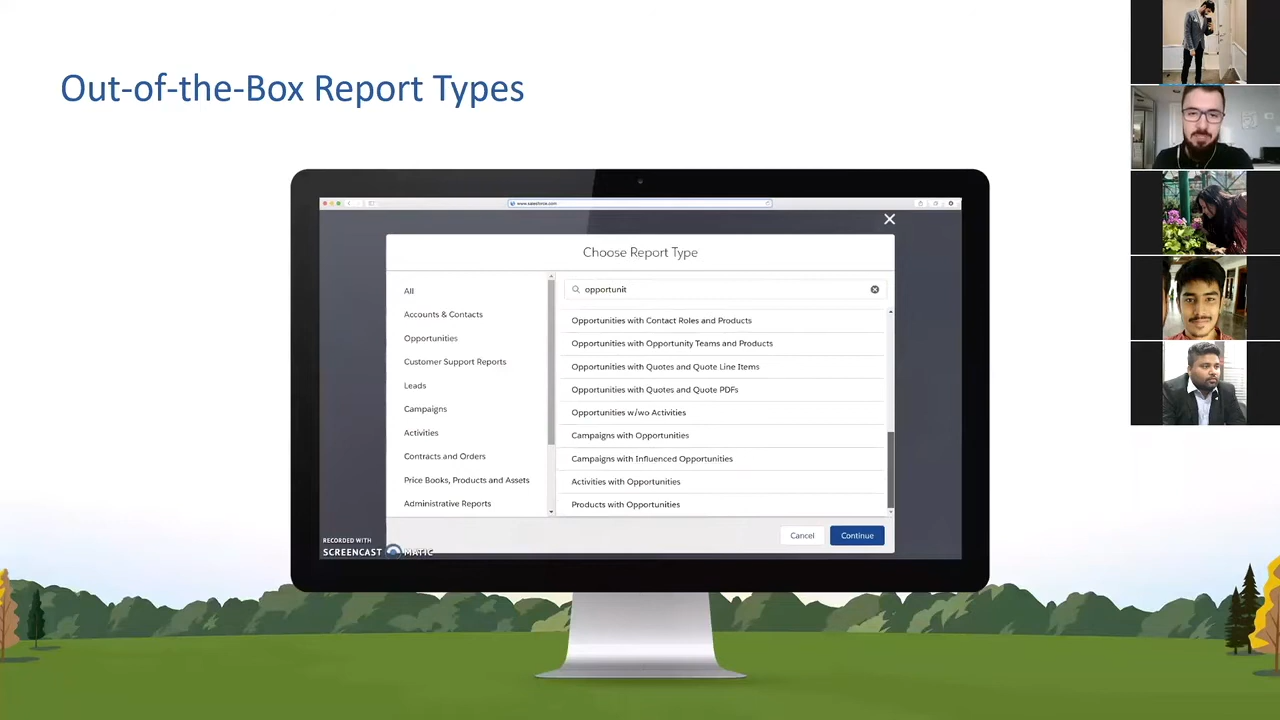 Out-of-the-Box Report Types
www.salesforce.com
Choose Report Type
All
Accounts & Contacts
Opportunities
Customer Support Reports
Leads
Campaigns
Activities
Contracts and Orders
Price Books, Products and Assets
Administrative Reports
opportunit
Opportunities with Contact Roles and Products
Opportunities with Opportunity Teams and Products
Opportunities with Quotes and Quote Line Items
Opportunities with Quotes and Quote PDFs
Opportunities w/wo Activities
Campaigns with Opportunities
Campaigns with Influenced Opportunities
Activities with Opportunities
Products with Opportunities
Cancel
Continue
RECORDED WITH
SCREENCAST MATIC